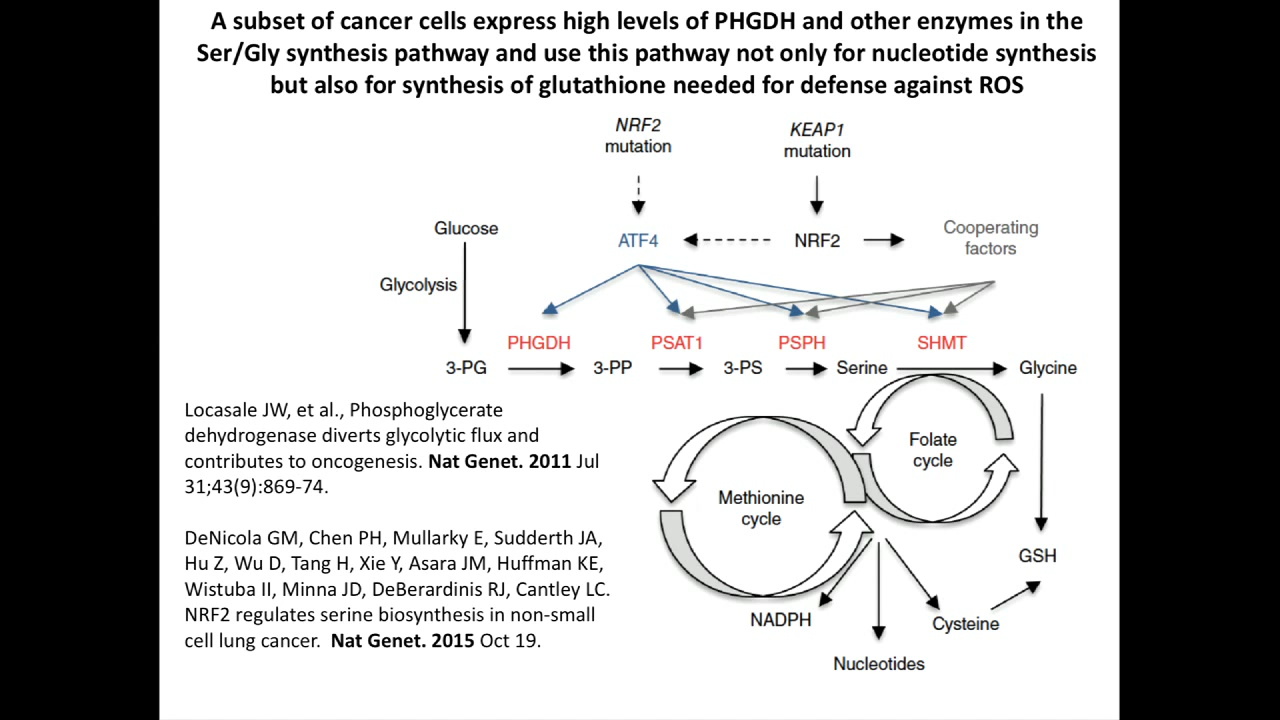 A subset of cancer cells express high levels of PHGDH and other enzymes in the
Ser/Gly synthesis pathway and use this pathway not only for nucleotide synthesis
but also for synthesis of glutathione needed for defense against ROS
NRF2
mutation
KEAP1
mutation
Glucose
ATF4
NRF2
Cooperating
factors
Glycolysis
PHGDH
PSAT1
PSPH
SHMT
3-PG
3-PP
3-PS
Serine
Glycine
Folate
cycle
Methionine
cycle
GSH
NADPH
Cysteine
Nucleotides
Locasale JW, et al., Phosphoglycerate
dehydrogenase diverts glycolytic flux and
contributes to oncogenesis. Nat Genet. 2011 Jul
31;43(9):869-74.
DeNicola GM, Chen PH, Mullarky E, Sudderth JA,
Hu Z, Wu D, Tang H, Xie Y, Asara JM, Huffman KE,
Wistuba II, Minna JD, DeBerardinis RJ, Cantley LC.
NRF2 regulates serine biosynthesis in non-small
cell lung cancer. Nat Genet. 2015 Oct 19.